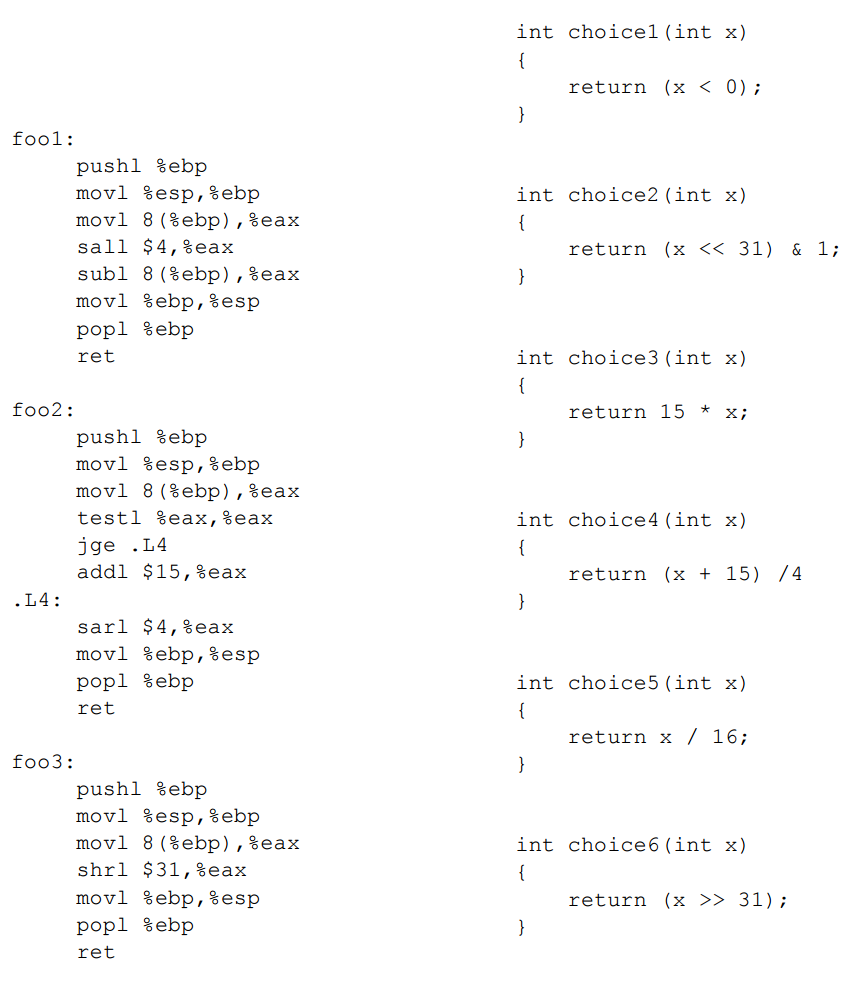 foo1:
pushl %ebp
movl %esp,%ebp
movl 8(%ebp),%eax
sall $4,%eax
subl 8(%ebp),%eax
movl %ebp,%esp
popl %ebp
ret
foo2:
pushl %ebp
movl %esp,%ebp
movl 8(%ebp),%eax
testl %eax,%eax
jge .L4
addl $15,%eax
.L4:
sarl $4,%eax
movl %ebp,%esp
popl %ebp
ret
foo3:
pushl %ebp
movl %esp,%ebp
movl 8(%ebp),%eax
shrl $31,%eax
movl %ebp,%esp
popl %ebp
ret
int choice1(int x)
{
return (x < 0);
}
int choice2(int x)
{
return (x << 31) & 1;
}
int choice3(int x)
{
return 15 * x;
}
int choice4(int x)
{
return (x + 15) /4
}
int choice5(int x)
{
return x / 16;
}
int choice6(int x)
{
return (x >> 31);
}